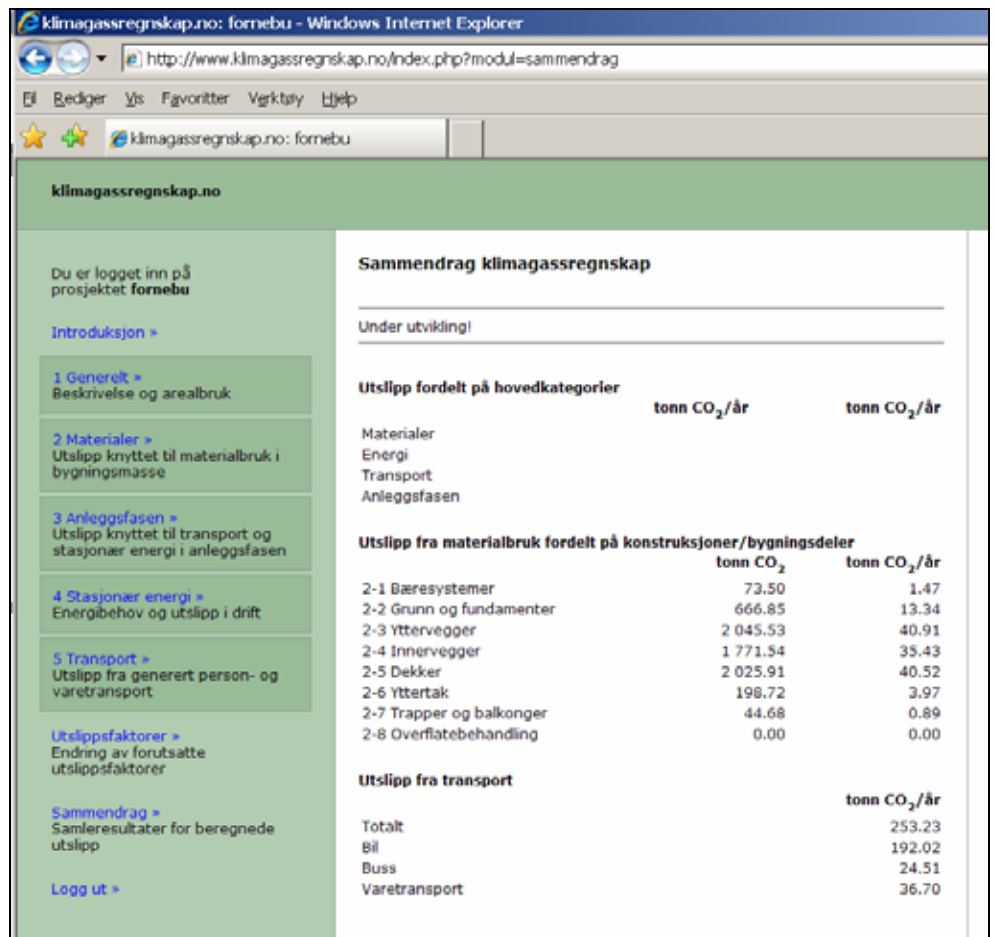 klimagassregnskap.no: fornebu - Windows Internet Explorer
http://www.klimagassregnskap.no/index.php?modul=sammendrag
Fil Rediger Vis Favoritter Verktøy Hjelp
klimagassregnskap.no: fornebu
klimagassregnskap.no
Du er logget inn på
prosjektet fornebu
Introduksjon »
1 Generelt »
Beskrivelse og arealbruk
2 Materialer »
Utslipp knyttet til materialbruk i
bygningsmasse
3 Anleggsfasen »
Utslipp knyttet til transport og
stasjonær energi i anleggsfasen
4 Stasjonær energi »
Energibehov og utslipp i drift
5 Transport »
Utslipp fra generert person- og
varetransport
Utslippsfaktorer »
Endring av forutsatte
utslippsfaktorer
Sammendrag »
Samleresultater for beregnede
utslipp
Logg ut »
Sammendrag klimagassregnskap
Under utvikling!
Utslipp fordelt på hovedkategorier
tonn CO₂/år tonn CO₂/år
Materialer
Energi
Transport
Anleggsfasen
Utslipp fra materialbruk fordelt på konstruksjoner/bygningsdeler
tonn CO₂ tonn CO₂/år
2-1 Bæresystemer 73.50 1.47
2-2 Grunn og fundamenter 666.85 13.34
2-3 Yttervegger 2 045.53 40.91
2-4 Innervegger 1 771.54 35.43
2-5 Dekker 2 025.91 40.52
2-6 Yttertak 198.72 3.97
2-7 Trapper og balkonger 44.68 0.89
2-8 Overflatebehandling 0.00 0.00
Utslipp fra transport
tonn CO₂/år
Totalt 253.23
Bil 192.02
Buss 24.51
Varetransport 36.70